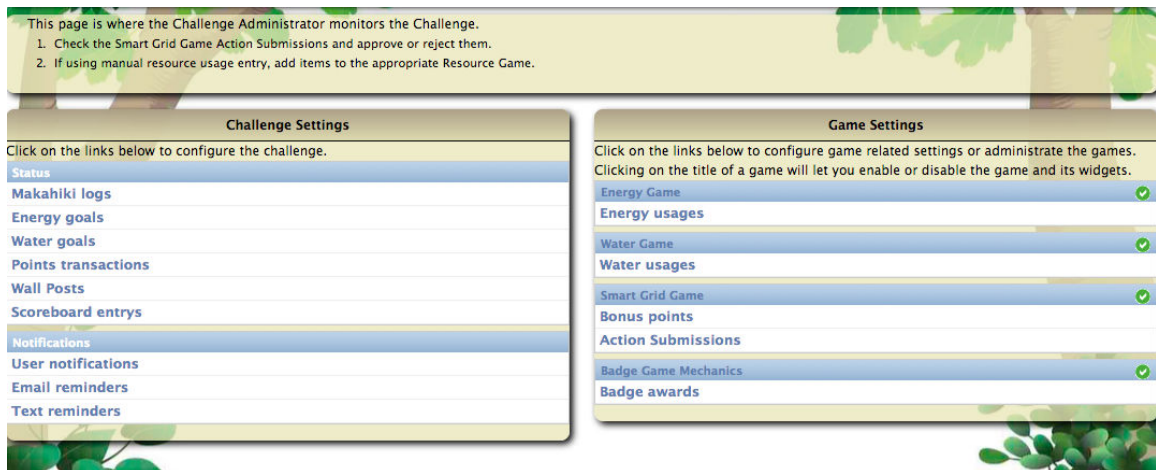 This page is where the Challenge Administrator monitors the Challenge.
1. Check the Smart Grid Game Action Submissions and approve or reject them.
2. If using manual resource usage entry, add items to the appropriate Resource Game.
Challenge Settings
Click on the links below to configure the challenge.
Status
Makahiki logs
Energy goals
Water goals
Points transactions
Wall Posts
Scoreboard entrys
Notifications
User notifications
Email reminders
Text reminders
Game Settings
Click on the links below to configure game related settings or administrate the games.
Clicking on the title of a game will let you enable or disable the game and its widgets.
Energy Game
Energy usages
Water Game
Water usages
Smart Grid Game
Bonus points
Action Submissions
Badge Game Mechanics
Badge awards